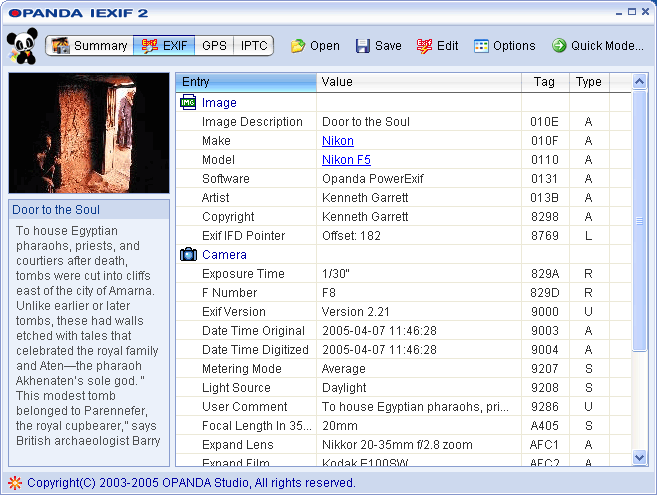 OPANDA IEXIF 2
Summary EXIF GPS IPTC Open Save Edit Options Quick Mode...
Door to the Soul
To house Egyptian
pharaohs, priests, and
courtiers after death,
tombs were cut into cliffs
east of the city of Amarna.
Unlike earlier or later
tombs, these had walls
etched with tales that
celebrated the royal family
and Aten—the pharaoh
Akhenaten's sole god. "
This modest tomb
belonged to Parennefer,
the royal cupbearer," says
British archaeologist Barry
Entry Value Tag Type
IMG Image
Image Description Door to the Soul 010E A
Make Nikon 010F A
Model Nikon F5 0110 A
Software Opanda PowerExif 0131 A
Artist Kenneth Garrett 013B A
Copyright Kenneth Garrett 8298 A
Exif IFD Pointer Offset: 182 8769 L
Camera
Exposure Time 1/30" 829A R
F Number F8 829D R
Exif Version Version 2.21 9000 U
Date Time Original 2005-04-07 11:46:28 9003 A
Date Time Digitized 2005-04-07 11:46:28 9004 A
Metering Mode Average 9207 S
Light Source Daylight 9208 S
User Comment To house Egyptian pharaohs, pri... 9286 U
Focal Length In 35... 20mm A405 S
Expand Lens Nikkor 20-35mm f/2.8 zoom AFC1 A
Expand Film Kodak E100SW AFC2 A
Copyright(C) 2003-2005 OPANDA Studio, All rights reserved.